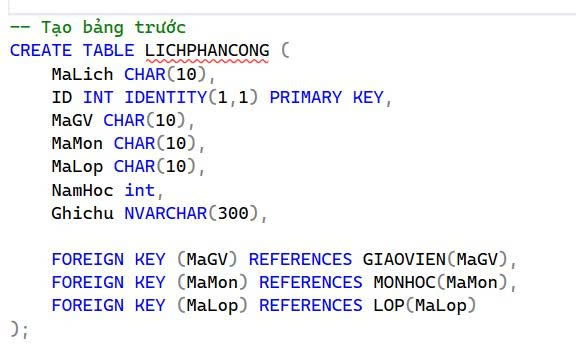 -- Tạo bảng trước
CREATE TABLE LICHPHANCONG (
MaLich CHAR(10),
ID INT IDENTITY(1,1) PRIMARY KEY,
MaGV CHAR(10),
MaMon CHAR(10),
MaLop CHAR(10),
NamHoc int,
Ghichu NVARCHAR(300),
FOREIGN KEY (MaGV) REFERENCES GIAOVIEN(MaGV),
FOREIGN KEY (MaMon) REFERENCES MONHOC(MaMon),
FOREIGN KEY (MaLop) REFERENCES LOP(MaLop)
);